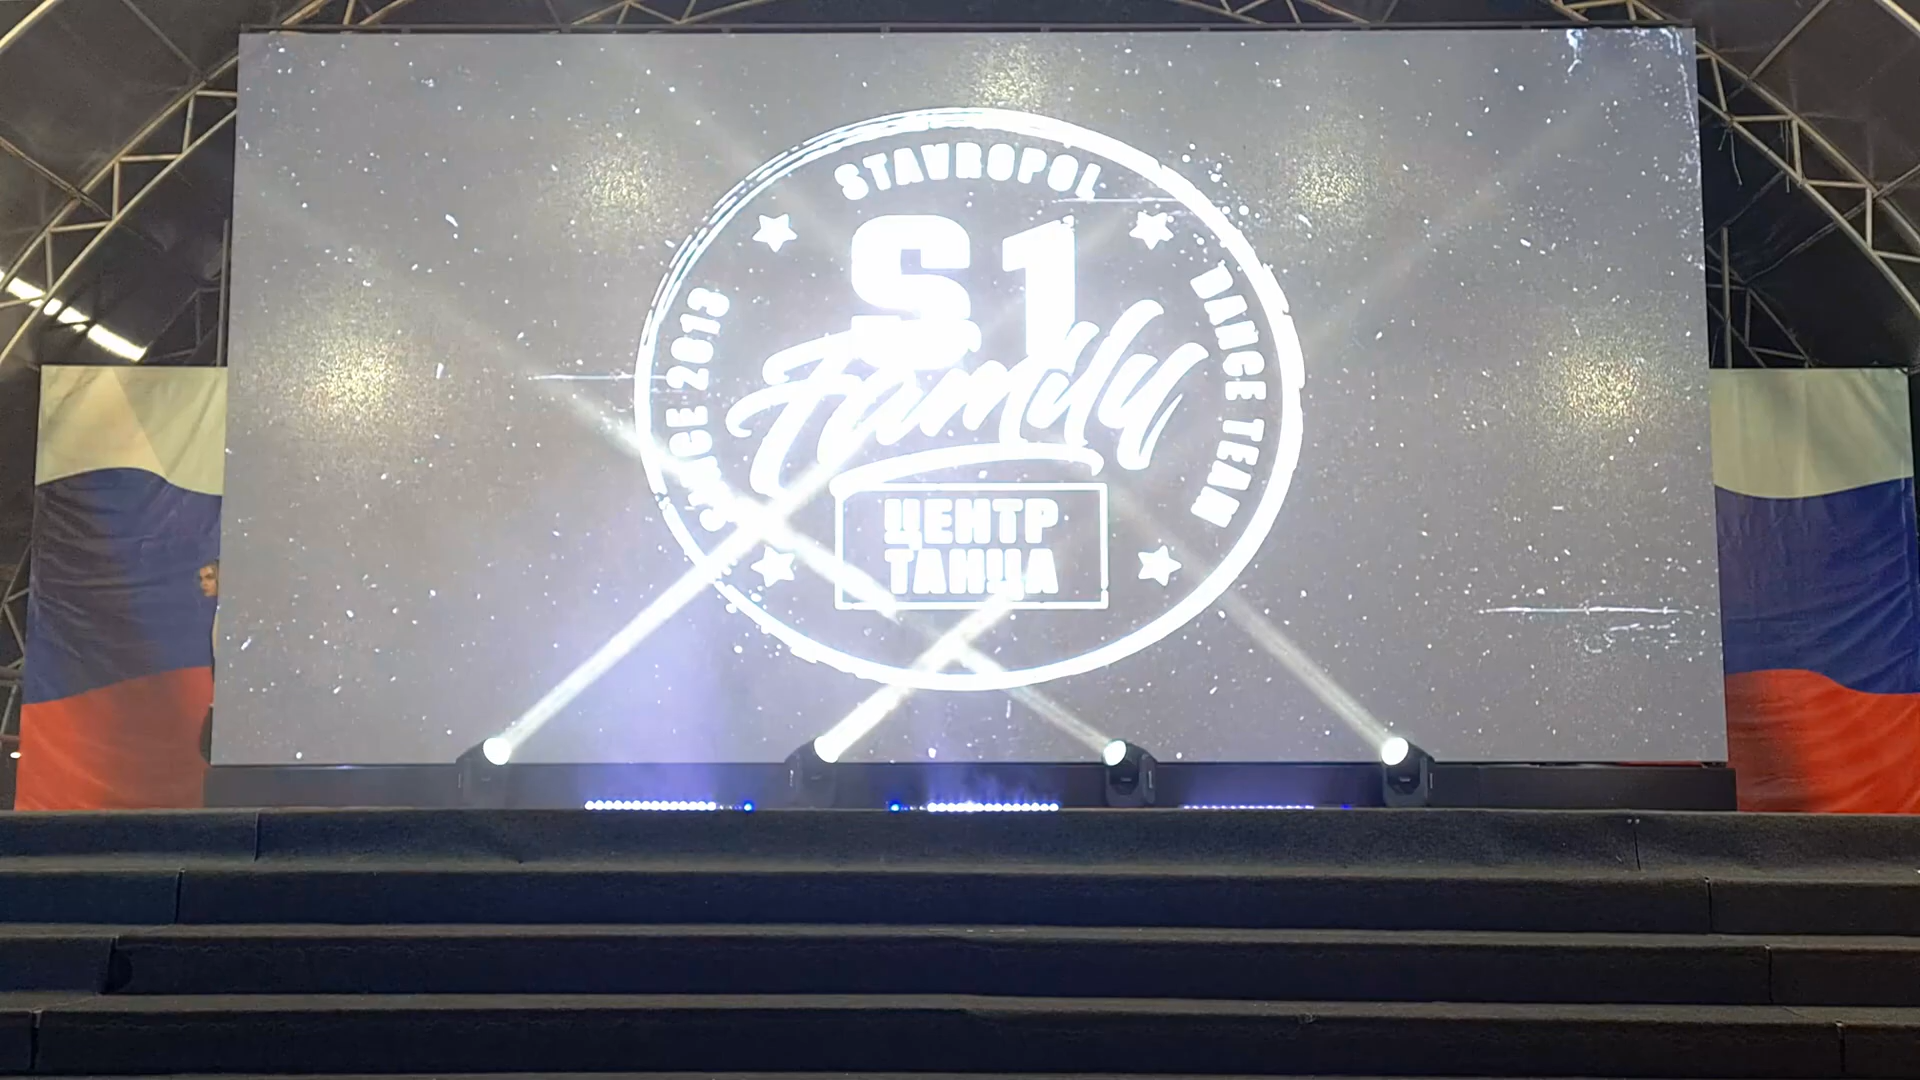 STAVROPOL
S1
Family
ЦЕНТР
ТАНЦА
SINCE 2013
DANCE TEAM